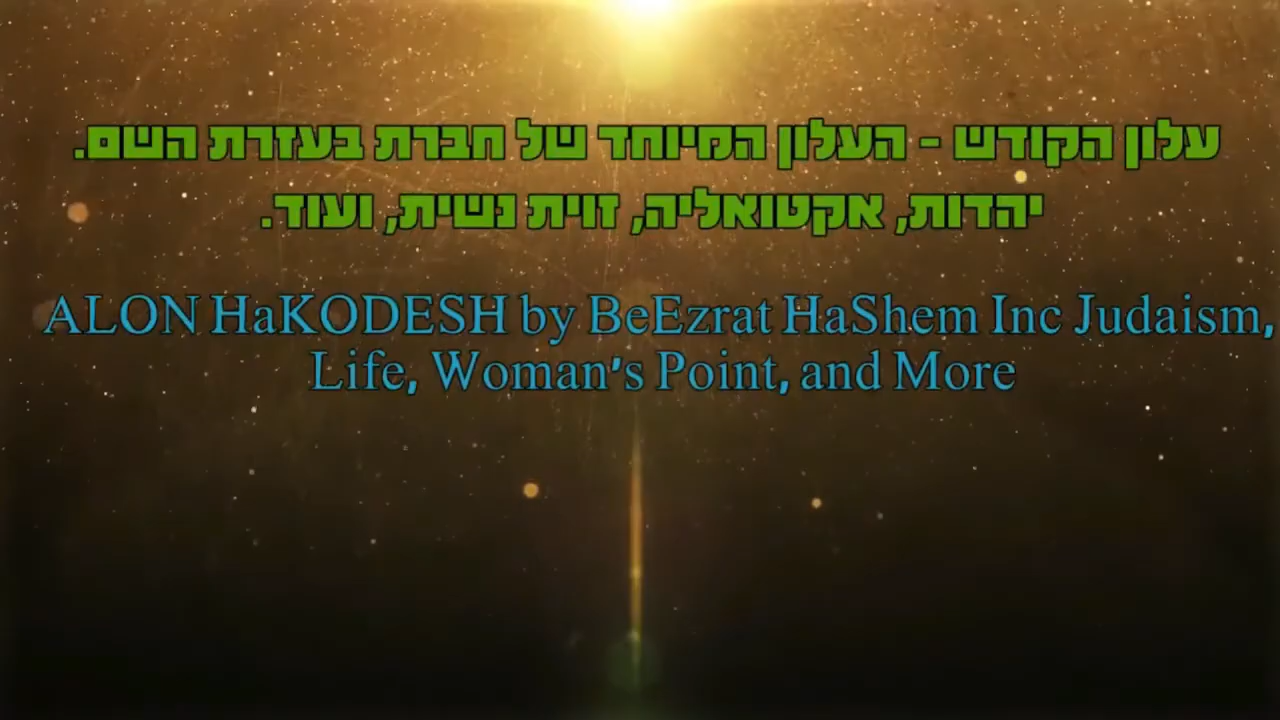 עלון הקודש - העלון המיוחד של חברת בעזרת השם.
יהדות, אקטואליה, זוית נשית, ועוד.
ALON HaKODESH by BeEzrat HaShem Inc Judaism,
Life, Woman's Point, and More